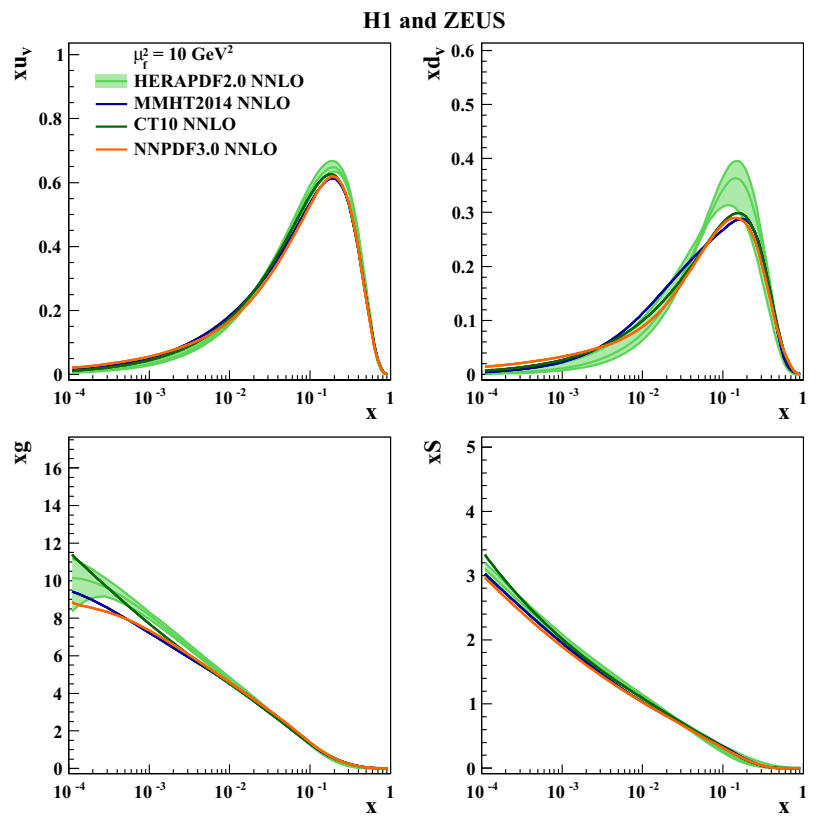 H1 and ZEUS
xu_v
μ_f² = 10 GeV²
HERAPDF2.0 NNLO
MMHT2014 NNLO
CT10 NNLO
NNPDF3.0 NNLO
1
0.8
0.6
0.4
0.2
0
10⁻⁴ 10⁻³ 10⁻² 10⁻¹ 1
x
xd_v
0.6
0.5
0.4
0.3
0.2
0.1
0
10⁻⁴ 10⁻³ 10⁻² 10⁻¹ 1
x
xg
16
14
12
10
8
6
4
2
0
10⁻⁴ 10⁻³ 10⁻² 10⁻¹ 1
x
xS
5
4
3
2
1
0
10⁻⁴ 10⁻³ 10⁻² 10⁻¹ 1
x